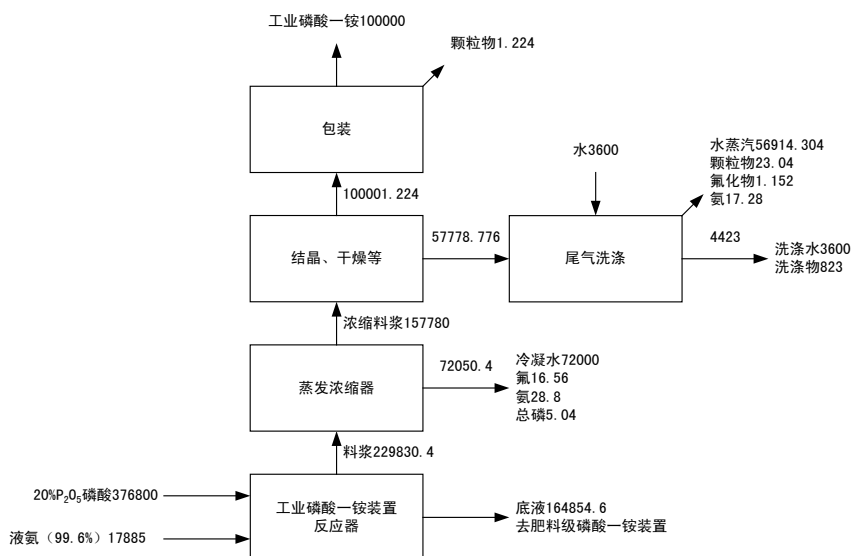 工业磷酸一铵100000
颗粒物1.224
包装
100001.224
水3600
水蒸汽56914.304
颗粒物23.04
氟化物1.152
氨17.28
结晶、干燥等
57778.776
尾气洗涤
4423
洗涤水3600
洗涤物823
浓缩料浆157780
蒸发浓缩器
72050.4
冷凝水72000
氟16.56
氨28.8
总磷5.04
料浆229830.4
20%P₂O₅磷酸376800
液氨（99.6%）17885
工业磷酸一铵装置
反应器
底液164854.6
去肥料级磷酸一铵装置